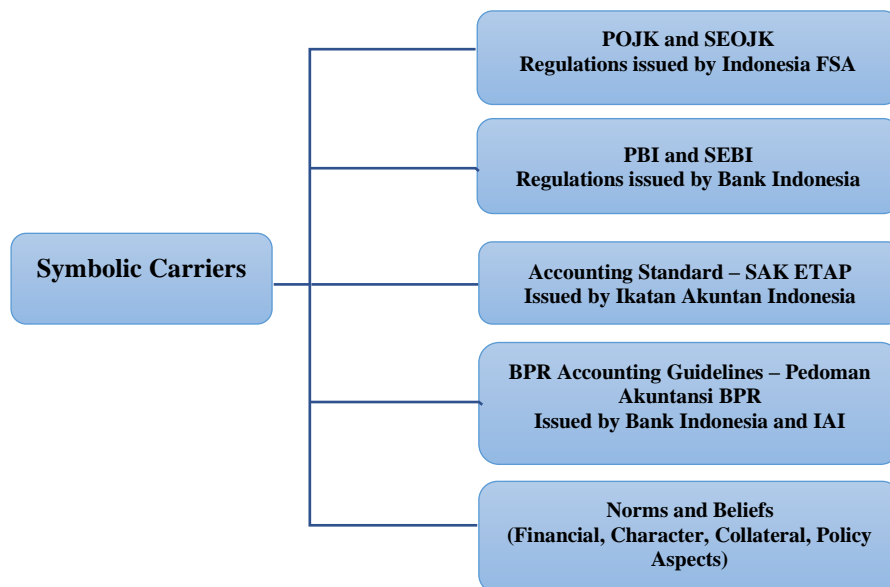 POJK and SEOJK
Regulations issued by Indonesia FSA
PBI and SEBI
Regulations issued by Bank Indonesia
Symbolic Carriers
Accounting Standard – SAK ETAP
Issued by Ikatan Akuntan Indonesia
BPR Accounting Guidelines – Pedoman
Akuntansi BPR
Issued by Bank Indonesia and IAI
Norms and Beliefs
(Financial, Character, Collateral, Policy
Aspects)